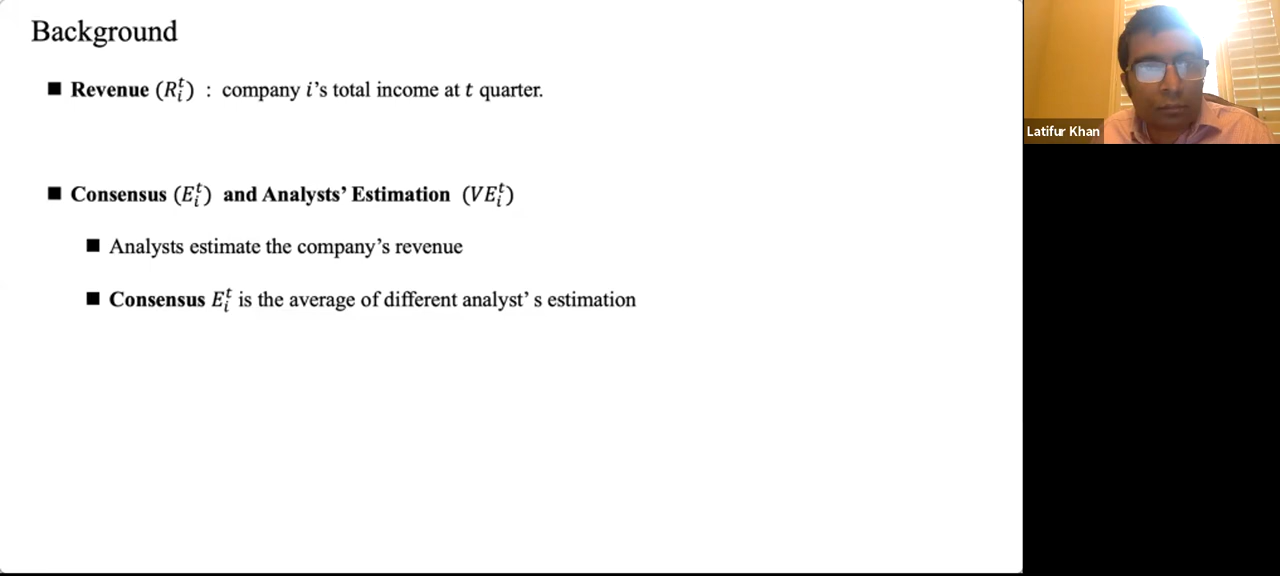 Background
■ Revenue (R_i^t) : company i's total income at t quarter.
■ Consensus (E_i^t) and Analysts' Estimation (VE_i^t)
■ Analysts estimate the company's revenue
■ Consensus E_i^t is the average of different analyst' s estimation
Latifur Khan